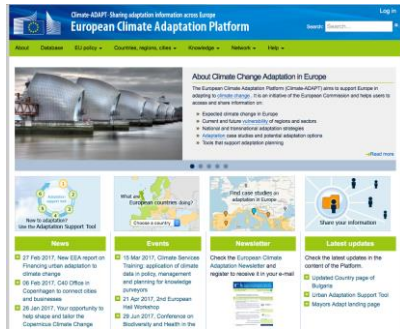 Climate-ADAPT-Sharing adaptation information across Europe
European Climate Adaptation Platform
Log in
Search: Search...
About Database EU policy Countries, regions, cities Knowledge Network Help
About Climate Change Adaptation in Europe
The European Climate Adaptation Platform (Climate-ADAPT) aims to support Europe in
adapting to climate change. It is an initiative of the European Commission and helps users to
access and share information on:
Expected climate change in Europe
Current and future vulnerability of regions and sectors
National and transnational adaptation strategies
Adaptation case studies and potential adaptation options
Tools that support adaptation planning
Read more
New to adaptation?
Use the Adaptation Support Tool
What are
European countries doing?
Choose a country
Find case studies on
adaptation in Europe
Share your information
News
27 Feb 2017, New EEA report on
Financing urban adaptation to
climate change
06 Feb 2017, C40 Office in
Copenhagen to connect cities
and businesses
26 Jan 2017, Your opportunity to
help shape and tailor the
Copernicus Climate Change
Events
15 Mar 2017, Climate Services
Training: application of climate
data in policy, management
and planning for knowledge
purveyors
21 Apr 2017, 2nd European
Hail Workshop
28 Jun 2017, Conference on
Biodiversity and Health in the
Newsletter
Check the European Climate
Adaptation Newsletter and
register to receive it in your e-mail
Latest updates
Check the latest updates in the
content of the Platform.
Updated Country page of
Bulgaria
Urban Adaptation Support Tool
Mayors Adapt landing page